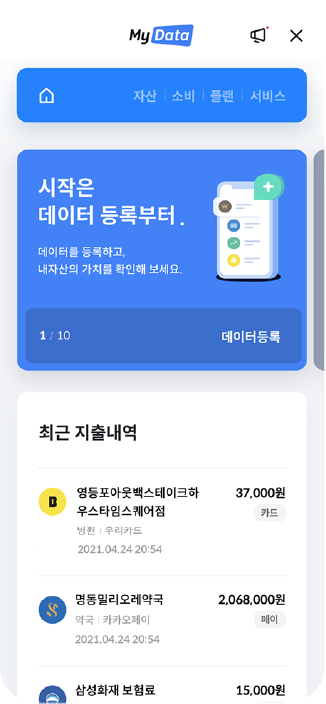 My Data
자산 | 소비 | 플랜 | 서비스
시작은
데이터 등록부터 .
데이터를 등록하고,
내자산의 가치를 확인해 보세요.
1 / 10 데이터등록
최근 지출내역
영등포아웃백스테이크하 37,000원
우스타임스퀘어점 카드
병원 | 우리카드
2021.04.24 20:54
명동밀리오레약국 2,068,000원
약국 | 카카오페이 페이
2021.04.24 20:54
삼성화재 보험료 15,000원